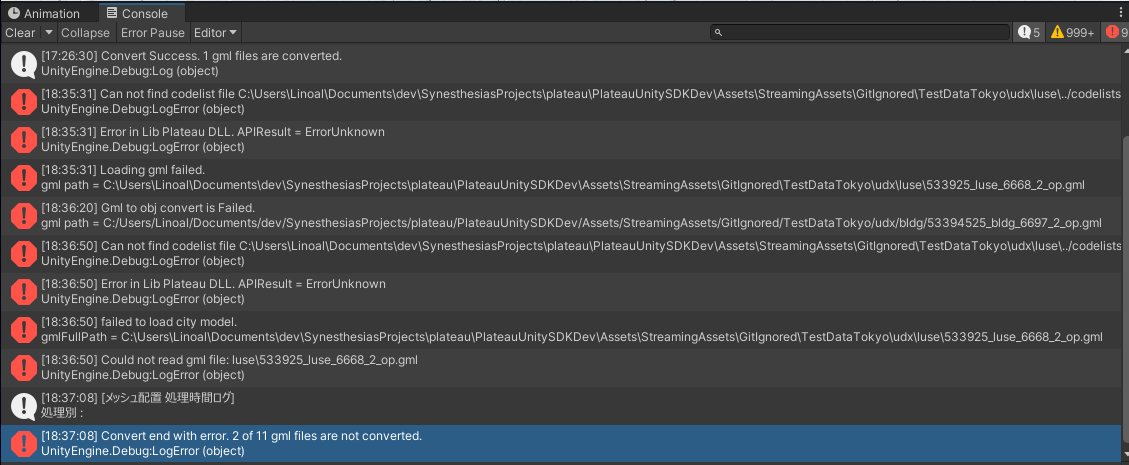 Animation Console
Clear Collapse Error Pause Editor 5 999+ 9
[17:26:30] Convert Success. 1 gml files are converted.
UnityEngine.Debug:Log (object)
[18:35:31] Can not find codelist file C:\Users\Linoal\Documents\dev\SynesthesiasProjects\plateau\PlateauUnitySDKDev\Assets\StreamingAssets\GitIgnored\TestDataTokyo\udx\luse\../codelists
UnityEngine.Debug:LogError (object)
[18:35:31] Error in Lib Plateau DLL. APIResult = ErrorUnknown
UnityEngine.Debug:LogError (object)
[18:35:31] Loading gml failed.
gml path = C:\Users\Linoal\Documents\dev\SynesthesiasProjects\plateau\PlateauUnitySDKDev\Assets\StreamingAssets\GitIgnored\TestDataTokyo\udx\luse\533925_luse_6668_2_op.gml
[18:36:20] Gml to obj convert is Failed.
gml path = C:/Users/Linoal/Documents/dev/SynesthesiasProjects/plateau/PlateauUnitySDKDev/Assets/StreamingAssets/GitIgnored/TestDataTokyo/udx/bldg/53394525_bldg_6697_2_op.gml
[18:36:50] Can not find codelist file C:\Users\Linoal\Documents\dev\SynesthesiasProjects\plateau\PlateauUnitySDKDev\Assets\StreamingAssets\GitIgnored\TestDataTokyo\udx\luse\../codelists
UnityEngine.Debug:LogError (object)
[18:36:50] Error in Lib Plateau DLL. APIResult = ErrorUnknown
UnityEngine.Debug:LogError (object)
[18:36:50] failed to load city model.
gmlFullPath = C:\Users\Linoal\Documents\dev\SynesthesiasProjects\plateau\PlateauUnitySDKDev\Assets\StreamingAssets\GitIgnored\TestDataTokyo\udx\luse\533925_luse_6668_2_op.gml
[18:36:50] Could not read gml file: luse\533925_luse_6668_2_op.gml
UnityEngine.Debug:LogError (object)
[18:37:08] [メッシュ配置 処理時間ログ]
処理別 :
[18:37:08] Convert end with error. 2 of 11 gml files are not converted.
UnityEngine.Debug:LogError (object)